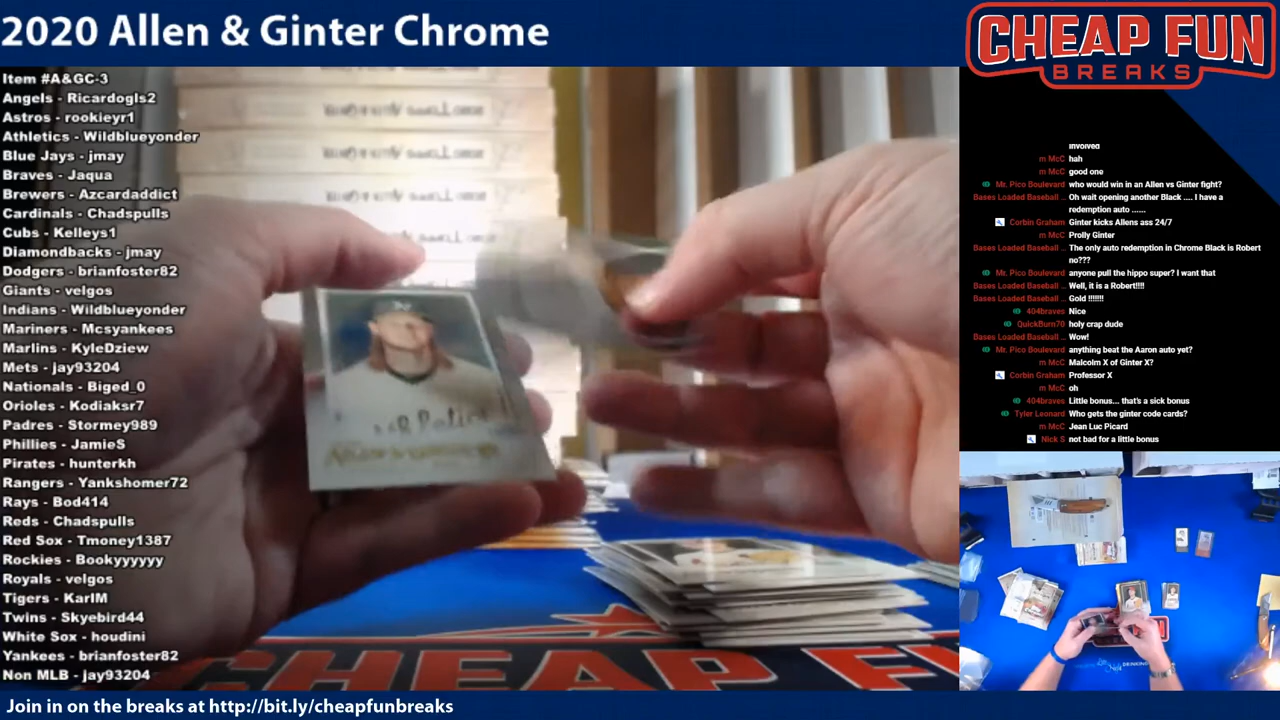 2020 Allen & Ginter Chrome
CHEAP FUN
BREAKS
Item #A&GC-3
Angels - Ricardogls2
Astros - rookieyr1
Athletics - Wildblueyonder
Blue Jays - jmay
Braves - Jaqua
Brewers - Azcardaddict
Cardinals - Chadspulls
Cubs - Kelleys1
Diamondbacks - jmay
Dodgers - brianfoster82
Giants - velgos
Indians - Wildblueyonder
Mariners - Mcsyankees
Marlins - KyleDziew
Mets - jay93204
Nationals - Biged_0
Orioles - Kodiaksr7
Padres - Stormey989
Phillies - JamieS
Pirates - hunterkh
Rangers - Yankshomer72
Rays - Bod414
Reds - Chadspulls
Red Sox - Tmoney1387
Rockies - Bookyyyyyy
Royals - velgos
Tigers - KarlM
Twins - Skyebird44
White Sox - houdini
Yankees - brianfoster82
Non MLB - jay93204
involved
m McC hah
m McC good one
Mr. Pico Boulevard who would win in an Allen vs Ginter fight?
Bases Loaded Baseball ... Oh wait opening another Black .... I have a
redemption auto ......
Corbin Graham Ginter kicks Allens ass 24/7
m McC Prolly Ginter
Bases Loaded Baseball ... The only auto redemption in Chrome Black is Robert
no???
Mr. Pico Boulevard anyone pull the hippo super? I want that
Bases Loaded Baseball ... Well, it is a Robert!!!!
Bases Loaded Baseball ... Gold !!!!!!!
404braves Nice
QuickBurn70 holy crap dude
Bases Loaded Baseball ... Wow!
Mr. Pico Boulevard anything beat the Aaron auto yet?
m McC Malcolm X of Ginter X?
Corbin Graham Professor X
m McC oh
404braves Little bonus... that's a sick bonus
Tyler Leonard Who gets the ginter code cards?
m McC Jean Luc Picard
Nick S not bad for a little bonus
CHEAP FUN
Join in on the breaks at http://bit.ly/cheapfunbreaks